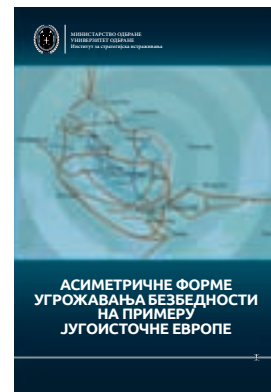 МИНИСТАРСТВО ОДБРАНЕ
УНИВЕРЗИТЕТ ОДБРАНЕ
Институт за стратегијска истраживања
АСИМЕТРИЧНЕ ФОРМЕ
УГРОЖАВАЊА БЕЗБЕДНОСТИ
НА ПРИМЕРУ
ЈУГОИСТОЧНЕ ЕВРОПЕ